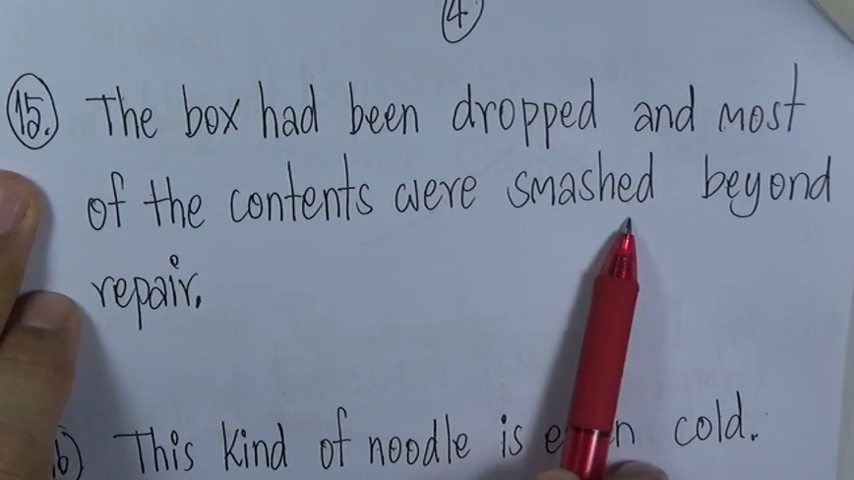 4
15. The box had been dropped and most
of the contents were smashed beyond
repair.
This kind of noodle is cold.